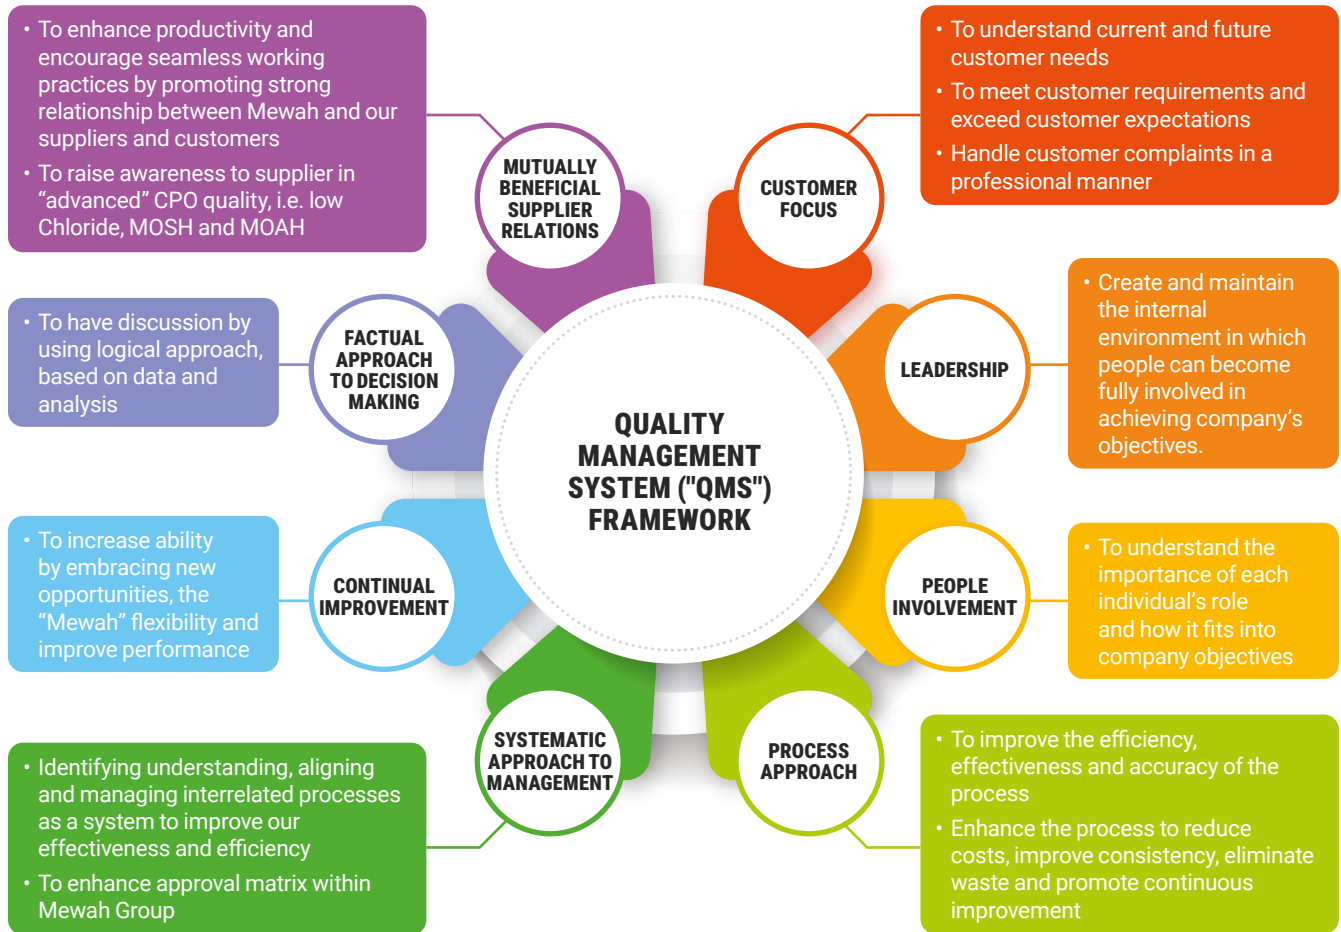 • To enhance productivity and
encourage seamless working
practices by promoting strong
relationship between Mewah and our
suppliers and customers
• To raise awareness to supplier in
“advanced” CPO quality, i.e. low
Chloride, MOSH and MOAH
MUTUALLY
BENEFICIAL
SUPPLIER
RELATIONS
CUSTOMER
FOCUS
• To understand current and future
customer needs
• To meet customer requirements and
exceed customer expectations
• Handle customer complaints in a
professional manner
• To have discussion by
using logical approach,
based on data and
analysis
FACTUAL
APPROACH
TO DECISION
MAKING
LEADERSHIP
• Create and maintain
the internal
environment in which
people can become
fully involved in
achieving company’s
objectives.
QUALITY
MANAGEMENT
SYSTEM ("QMS")
FRAMEWORK
• To increase ability
by embracing new
opportunities, the
“Mewah” flexibility and
improve performance
CONTINUAL
IMPROVEMENT
PEOPLE
INVOLVEMENT
• To understand the
importance of each
individual’s role
and how it fits into
company objectives
• Identifying understanding, aligning
and managing interrelated processes
as a system to improve our
effectiveness and efficiency
• To enhance approval matrix within
Mewah Group
SYSTEMATIC
APPROACH TO
MANAGEMENT
PROCESS
APPROACH
• To improve the efficiency,
effectiveness and accuracy of the
process
• Enhance the process to reduce
costs, improve consistency, eliminate
waste and promote continuous
improvement